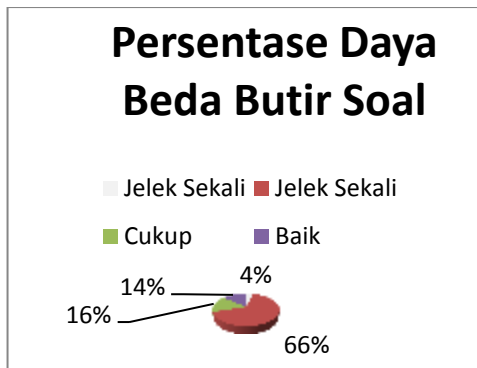 Persentase Daya
Beda Butir Soal
Jelek Sekali Jelek Sekali
Cukup Baik
14% 4%
16%
66%